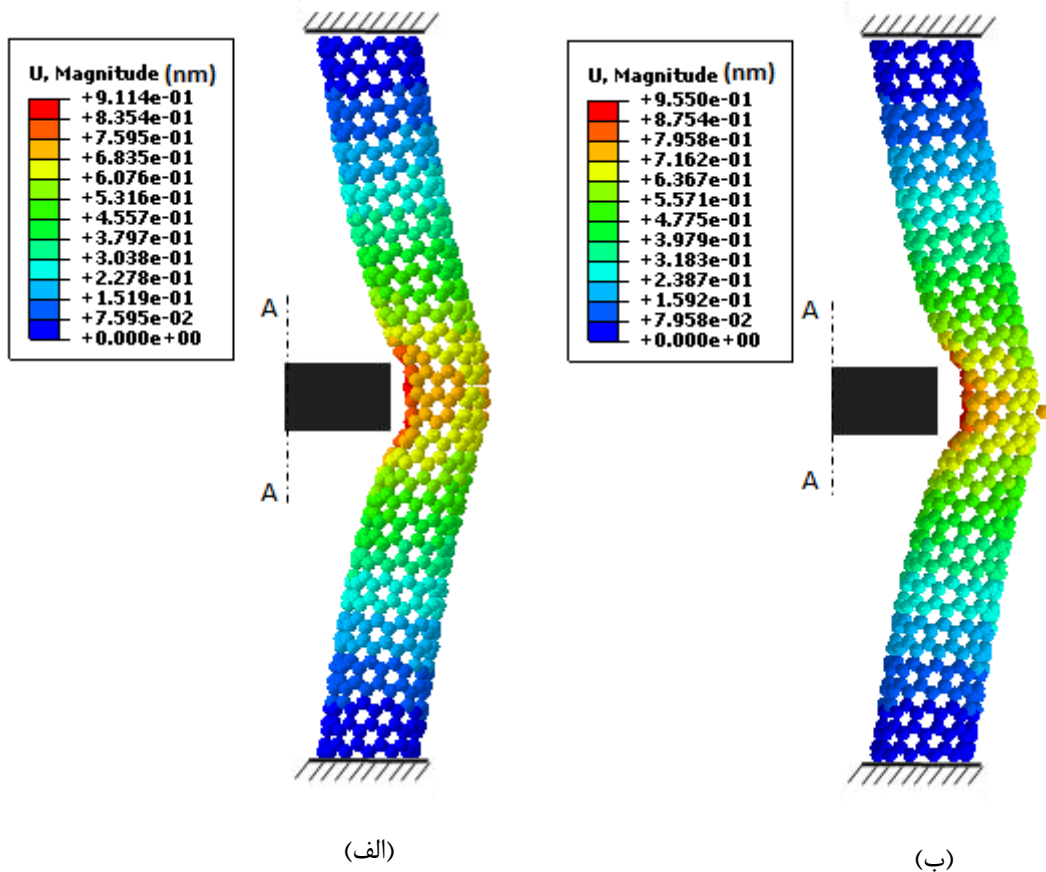 U, Magnitude (nm)
+9.114e-01
+8.354e-01
+7.595e-01
+6.835e-01
+6.076e-01
+5.316e-01
+4.557e-01
+3.797e-01
+3.038e-01
+2.278e-01
+1.519e-01
+7.595e-02
+0.000e+00
A
A
(الف)
U, Magnitude (nm)
+9.550e-01
+8.754e-01
+7.958e-01
+7.162e-01
+6.367e-01
+5.571e-01
+4.775e-01
+3.979e-01
+3.183e-01
+2.387e-01
+1.592e-01
+7.958e-02
+0.000e+00
A
A
(ب)